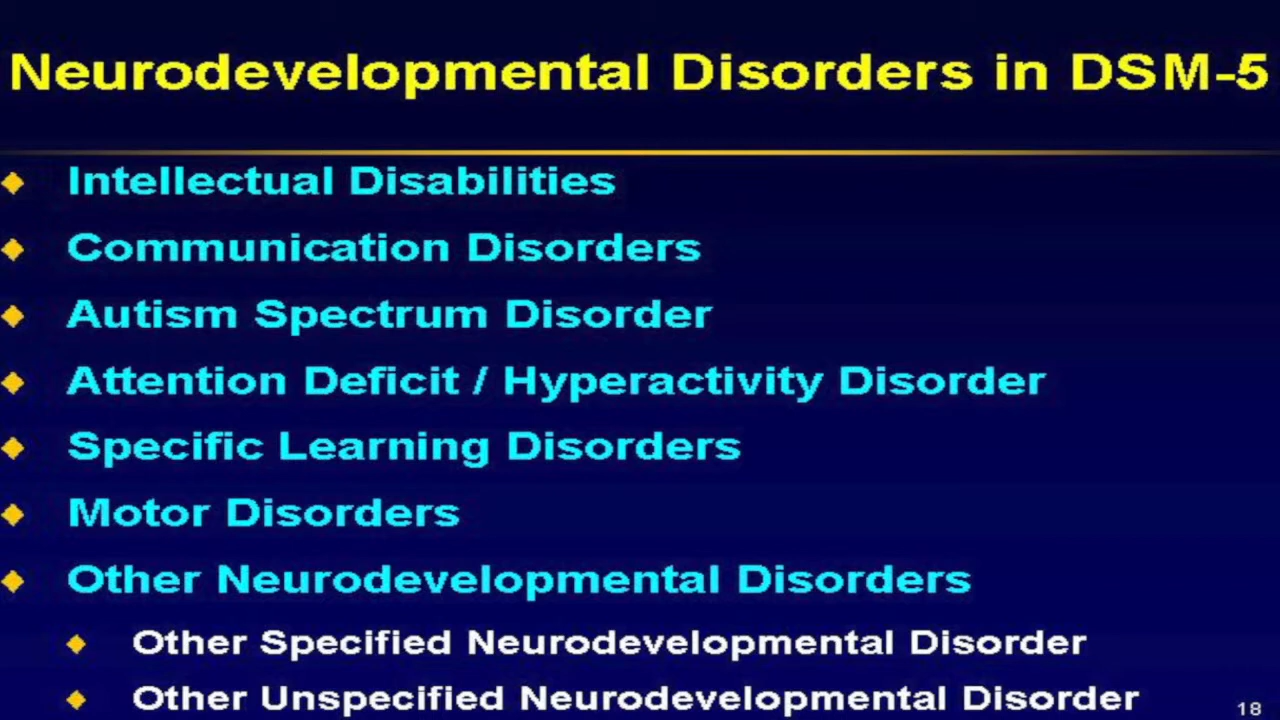 Neurodevelopmental Disorders in DSM-5
Intellectual Disabilities
Communication Disorders
Autism Spectrum Disorder
Attention Deficit / Hyperactivity Disorder
Specific Learning Disorders
Motor Disorders
Other Neurodevelopmental Disorders
Other Specified Neurodevelopmental Disorder
Other Unspecified Neurodevelopmental Disorder
18